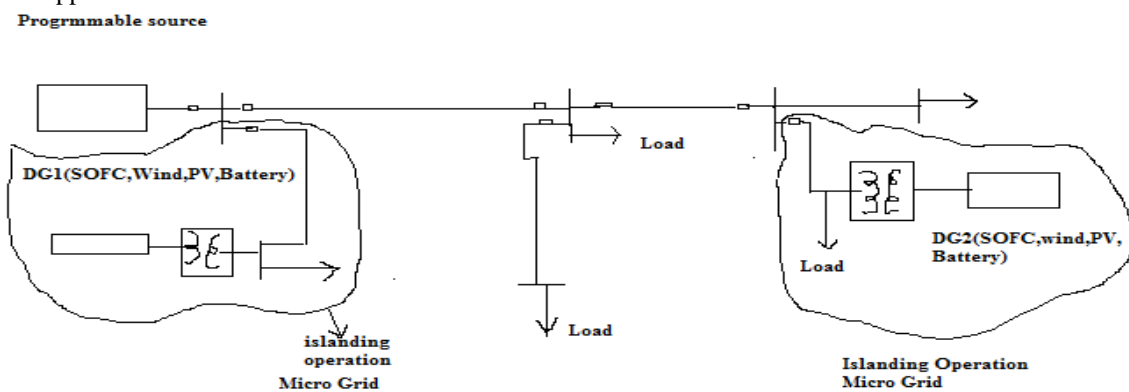 Progrmmable source
Load
DG1(SOFC,Wind,PV,Battery)
DG2(SOFC,wind,PV,
Battery)
Load
Load
islanding
operation
Micro Grid
Islanding Operation
Micro Grid